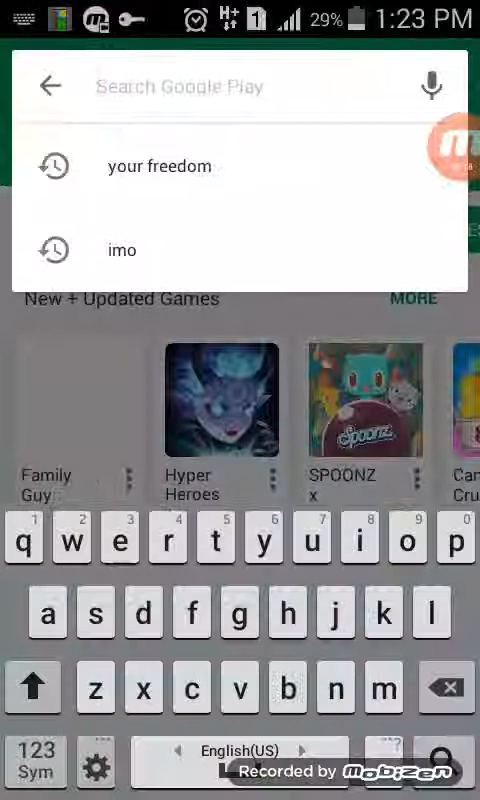 H+
1
29%
1:23 PM
Search Google Play
your freedom
imo
New + Updated Games
MORE
Family
Guy
Hyper
Heroes
SPOONZ
x
Spoonz
Can
Cru
1 2 3 4 5 6 7 8 9 0
q w e r t y u i o p
a s d f g h j k l
z x c v b n m
123
Sym
English(US)
?
Recorded by Mobizen